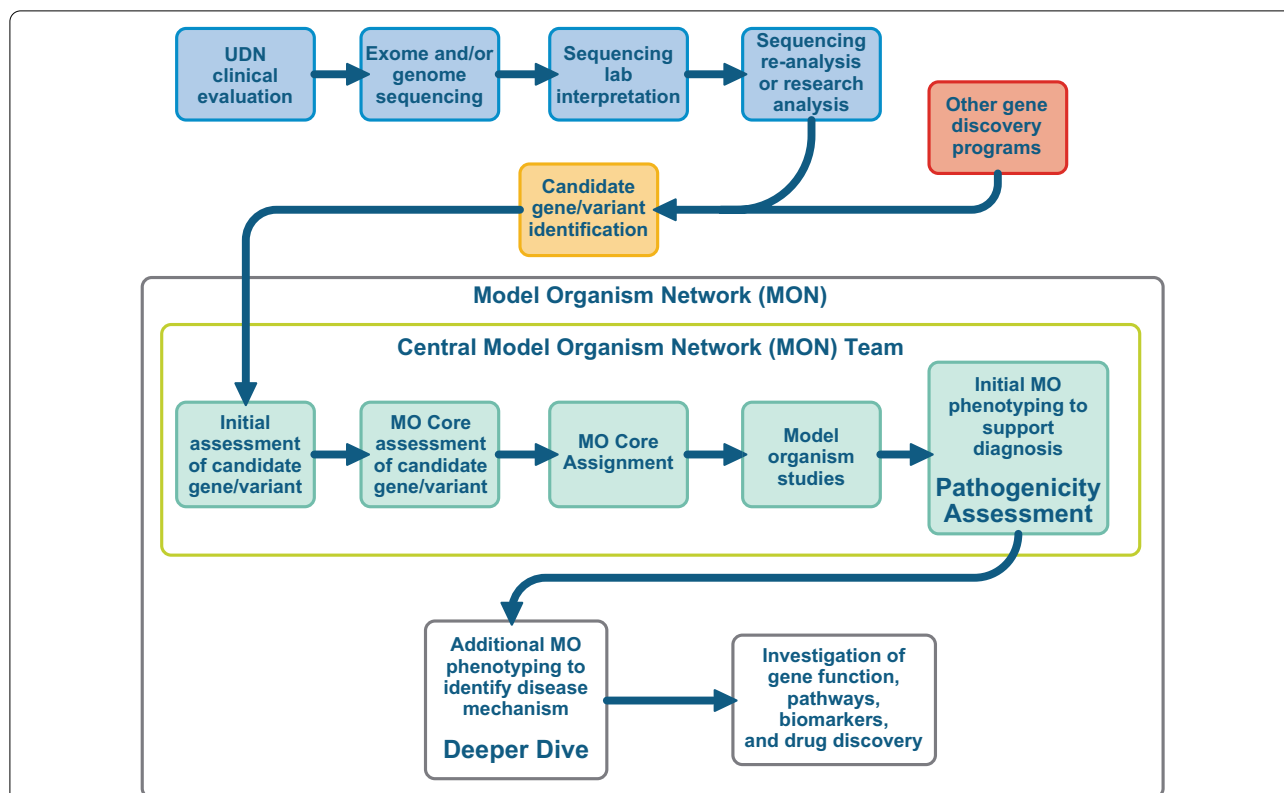 UDN
clinical
evaluation
Exome and/or
genome
sequencing
Sequencing
lab
interpretation
Sequencing
re-analysis
or research
analysis
Other gene
discovery
programs
Candidate
gene/variant
identification
Model Organism Network (MON)
Central Model Organism Network (MON) Team
Initial
assessment
of candidate
gene/variant
MO Core
assessment
of candidate
gene/variant
MO Core
Assignment
Model
organism
studies
Initial MO
phenotyping to
support
diagnosis
Pathogenicity
Assessment
Additional MO
phenotyping to
identify disease
mechanism
Deeper Dive
Investigation of
gene function,
pathways,
biomarkers,
and drug discovery